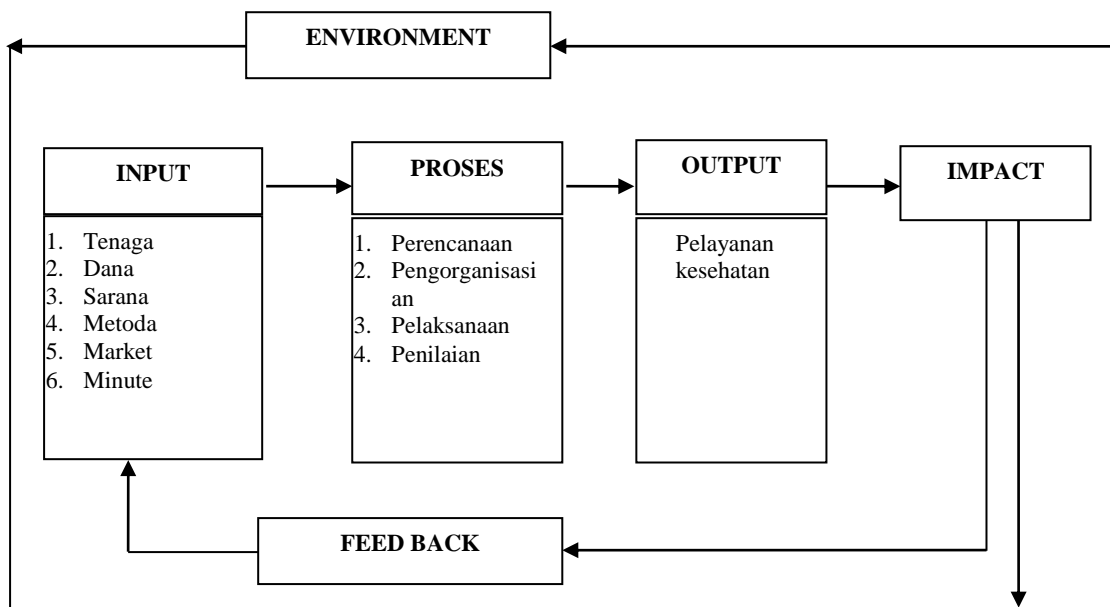 ENVIRONMENT
INPUT
1. Tenaga
2. Dana
3. Sarana
4. Metoda
5. Market
6. Minute
PROSES
1. Perencanaan
2. Pengorganisasi
an
3. Pelaksanaan
4. Penilaian
OUTPUT
Pelayanan
kesehatan
IMPACT
FEED BACK